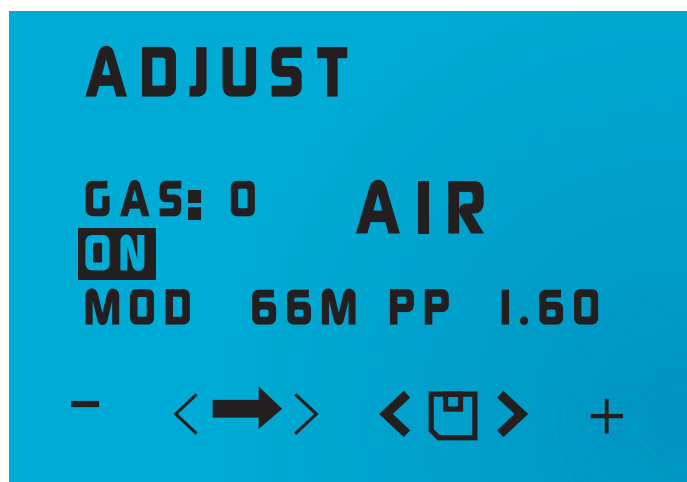 ADJUST
GAS: 0 AIR
ON
MOD 66M PP 1.60
- < > < > +